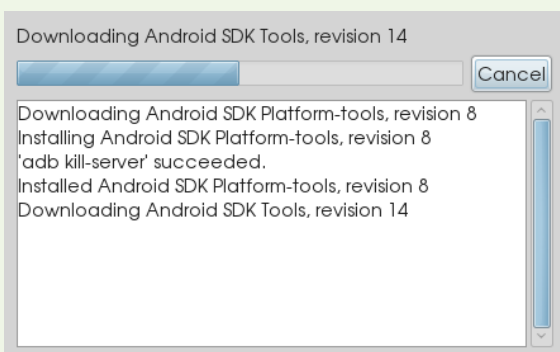 Downloading Android SDK Tools, revision 14
Cancel
Downloading Android SDK Platform-tools, revision 8
Installing Android SDK Platform-tools, revision 8
'adb kill-server' succeeded.
Installed Android SDK Platform-tools, revision 8
Downloading Android SDK Tools, revision 14